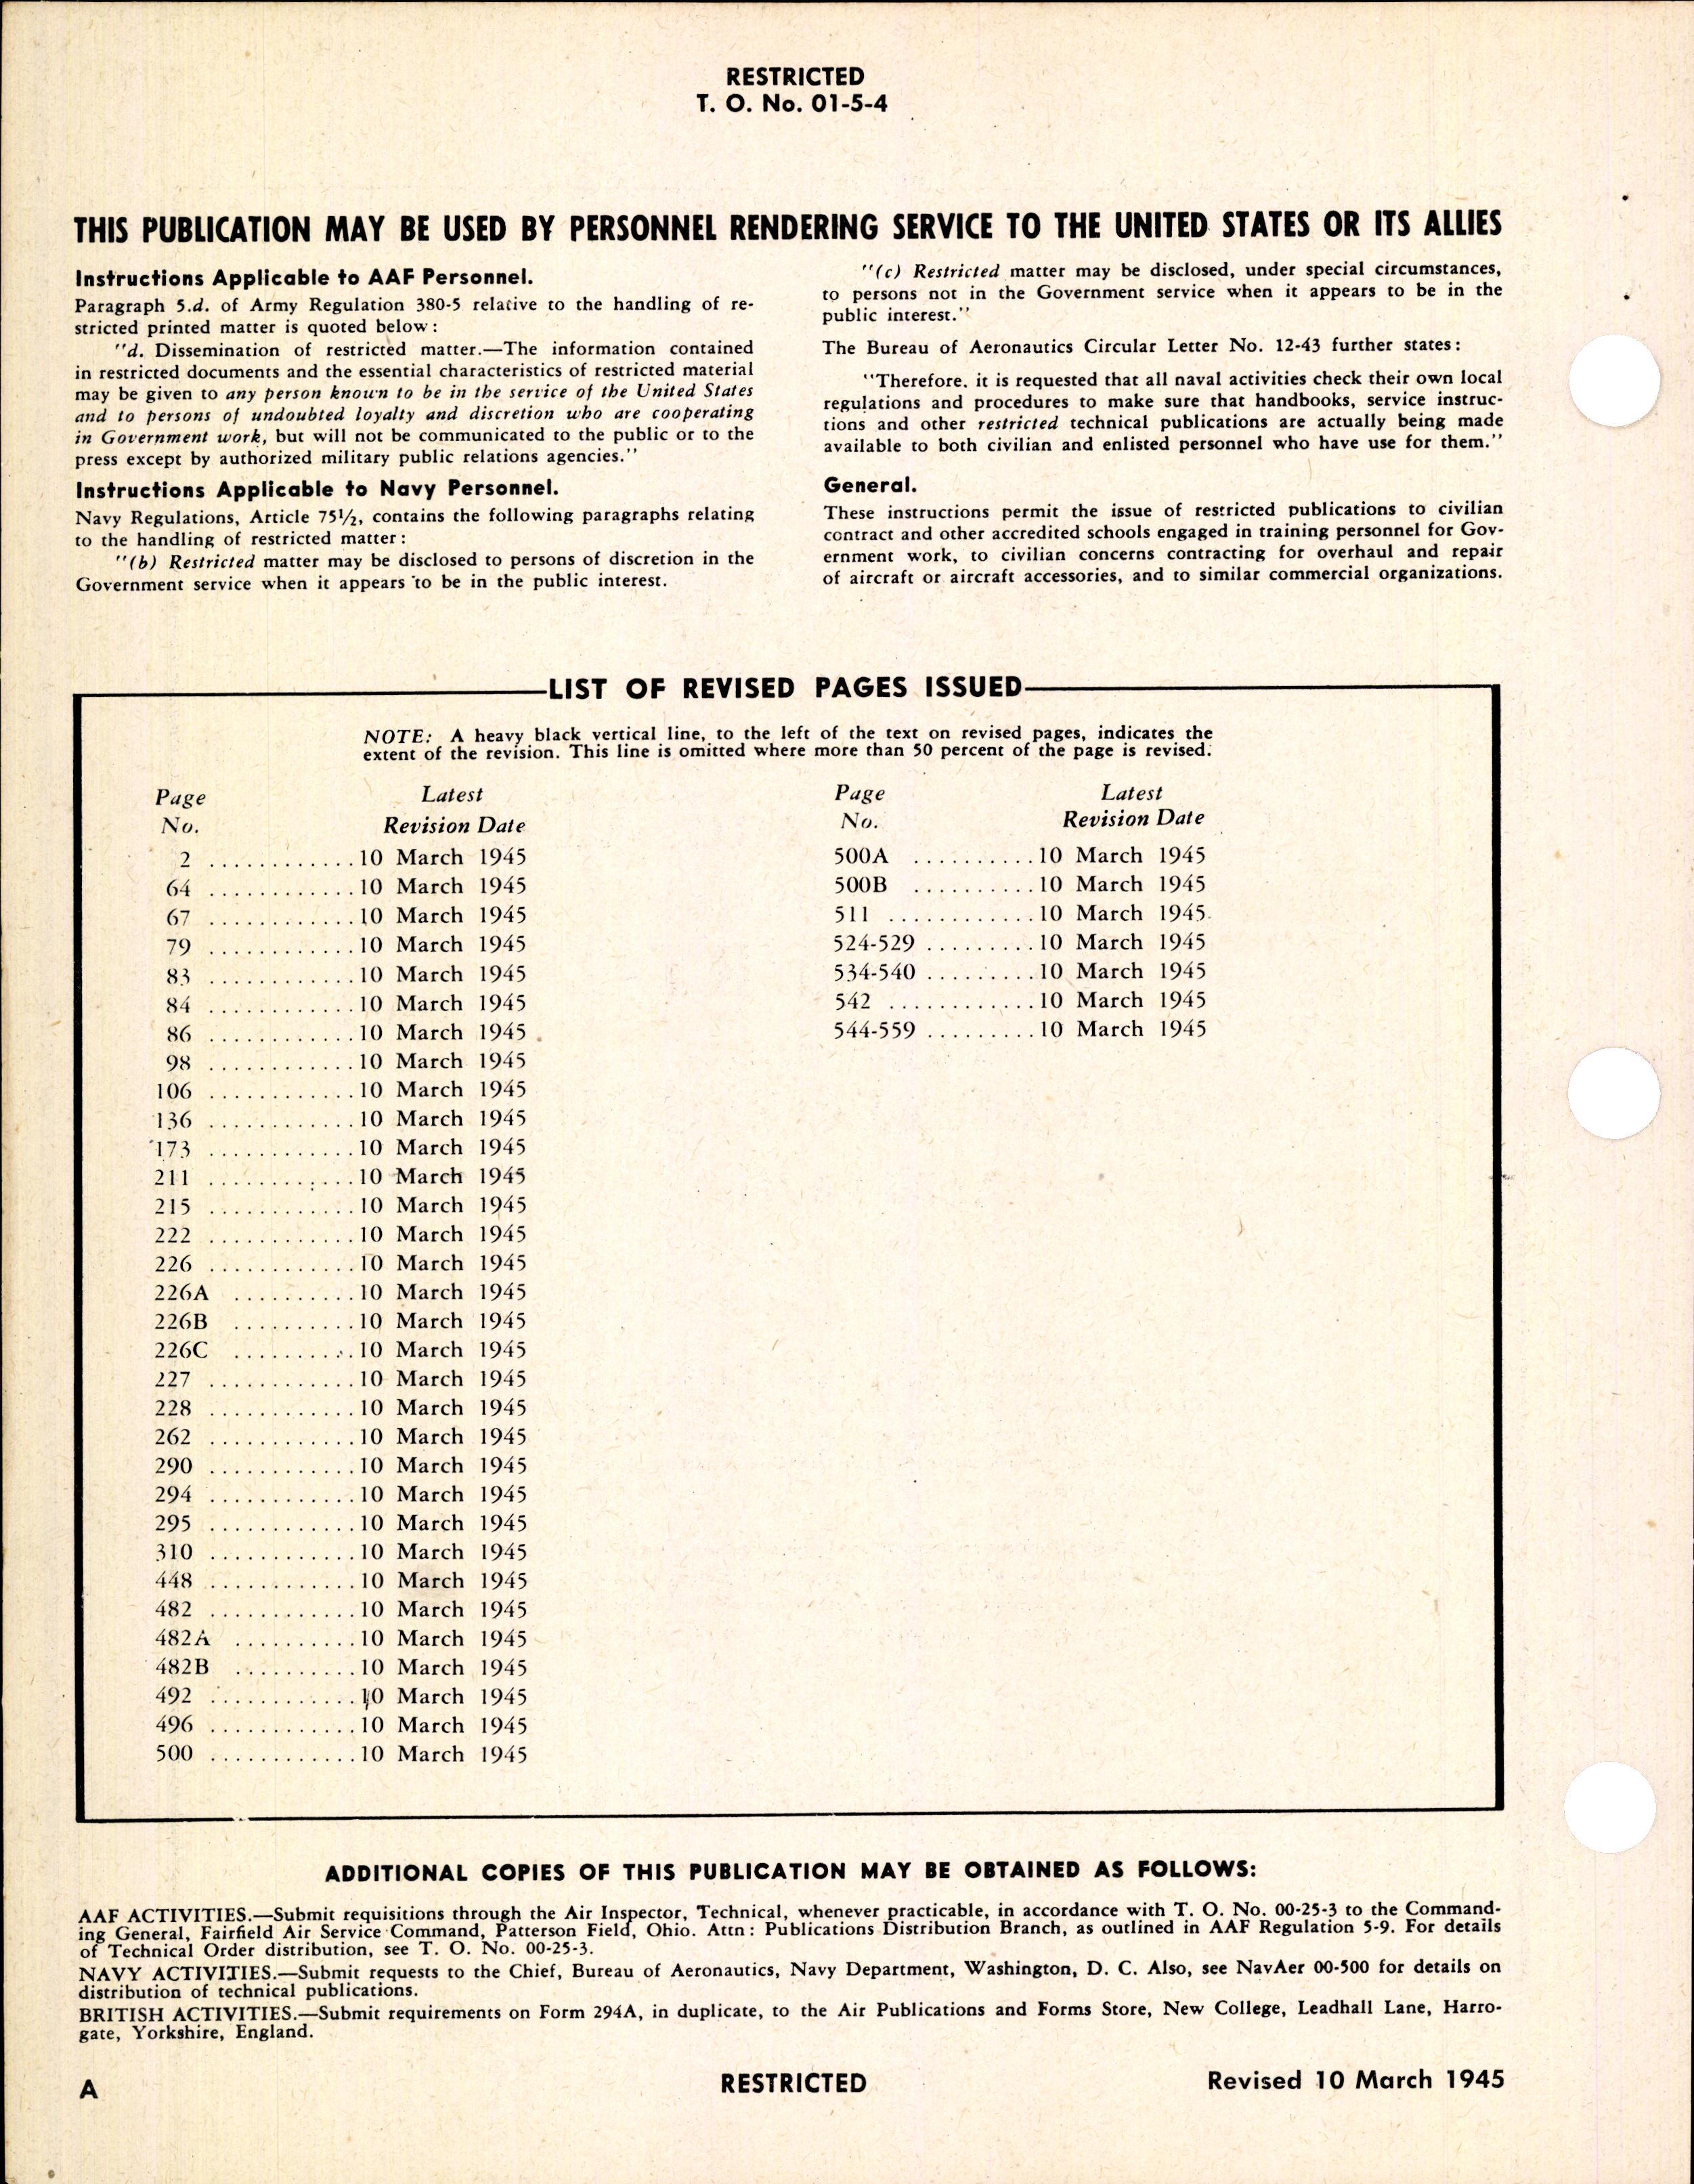 RESTRICTED
T. O. No. 01-5-4
THIS PUBLICATION MAY BE USED BY PERSONNEL RENDERING SERVICE TO THE UNITED STATES OR ITS ALLIES
Instructions Applicable to AAF Personnel.
Paragraph 5.d. of Army Regulation 380-5 relative to the handling of re-
stricted printed matter is quoted below:
"d. Dissemination of restricted matter.—The information contained
in restricted documents and the essential characteristics of restricted material
may be given to any person known to be in the service of the United States
and to persons of undoubted loyalty and discretion who are cooperating
in Government work, but will not be communicated to the public or to the
press except by authorized military public relations agencies."
Instructions Applicable to Navy Personnel.
Navy Regulations, Article 75½, contains the following paragraphs relating
to the handling of restricted matter:
"(b) Restricted matter may be disclosed to persons of discretion in the
Government service when it appears to be in the public interest.
"(c) Restricted matter may be disclosed, under special circumstances,
to persons not in the Government service when it appears to be in the
public interest."
The Bureau of Aeronautics Circular Letter No. 12-43 further states:
"Therefore, it is requested that all naval activities check their own local
regulations and procedures to make sure that handbooks, service instruc-
tions and other restricted technical publications are actually being made
available to both civilian and enlisted personnel who have use for them."
General.
These instructions permit the issue of restricted publications to civilian
contract and other accredited schools engaged in training personnel for Gov-
ernment work, to civilian concerns contracting for overhaul and repair
of aircraft or aircraft accessories, and to similar commercial organizations.
LIST OF REVISED PAGES ISSUED
NOTE: A heavy black vertical line, to the left of the text on revised pages, indicates the
extent of the revision. This line is omitted where more than 50 percent of the page is revised.
Page Latest
No. Revision Date
2 ............10 March 1945
64 ............10 March 1945
67 ............10 March 1945
79 ............10 March 1945
83 ............10 March 1945
84 ............10 March 1945
86 ............10 March 1945
98 ............10 March 1945
106 ............10 March 1945
136 ............10 March 1945
173 ............10 March 1945
211 ............10 March 1945
215 ............10 March 1945
222 ............10 March 1945
226 ............10 March 1945
226A ..........10 March 1945
226B ..........10 March 1945
226C ..........10 March 1945
227 ............10 March 1945
228 ............10 March 1945
262 ............10 March 1945
290 ............10 March 1945
294 ............10 March 1945
295 ............10 March 1945
310 ............10 March 1945
448 ............10 March 1945
482 ............10 March 1945
482A ..........10 March 1945
482B ..........10 March 1945
492 ............10 March 1945
496 ............10 March 1945
500 ............10 March 1945
Page Latest
No. Revision Date
500A ..........10 March 1945
500B ..........10 March 1945
511 ............10 March 1945
524-529 .........10 March 1945
534-540 .........10 March 1945
542 ............10 March 1945
544-559 .........10 March 1945
ADDITIONAL COPIES OF THIS PUBLICATION MAY BE OBTAINED AS FOLLOWS:
AAF ACTIVITIES.—Submit requisitions through the Air Inspector, Technical, whenever practicable, in accordance with T. O. No. 00-25-3 to the Command-
ing General, Fairfield Air Service Command, Patterson Field, Ohio. Attn: Publications Distribution Branch, as outlined in AAF Regulation 5-9. For details
of Technical Order distribution, see T. O. No. 00-25-3.
NAVY ACTIVITIES.—Submit requests to the Chief, Bureau of Aeronautics, Navy Department, Washington, D. C. Also, see NavAer 00-500 for details on
distribution of technical publications.
BRITISH ACTIVITIES.—Submit requirements on Form 294A, in duplicate, to the Air Publications and Forms Store, New College, Leadhall Lane, Harro-
gate, Yorkshire, England.
A RESTRICTED Revised 10 March 1945